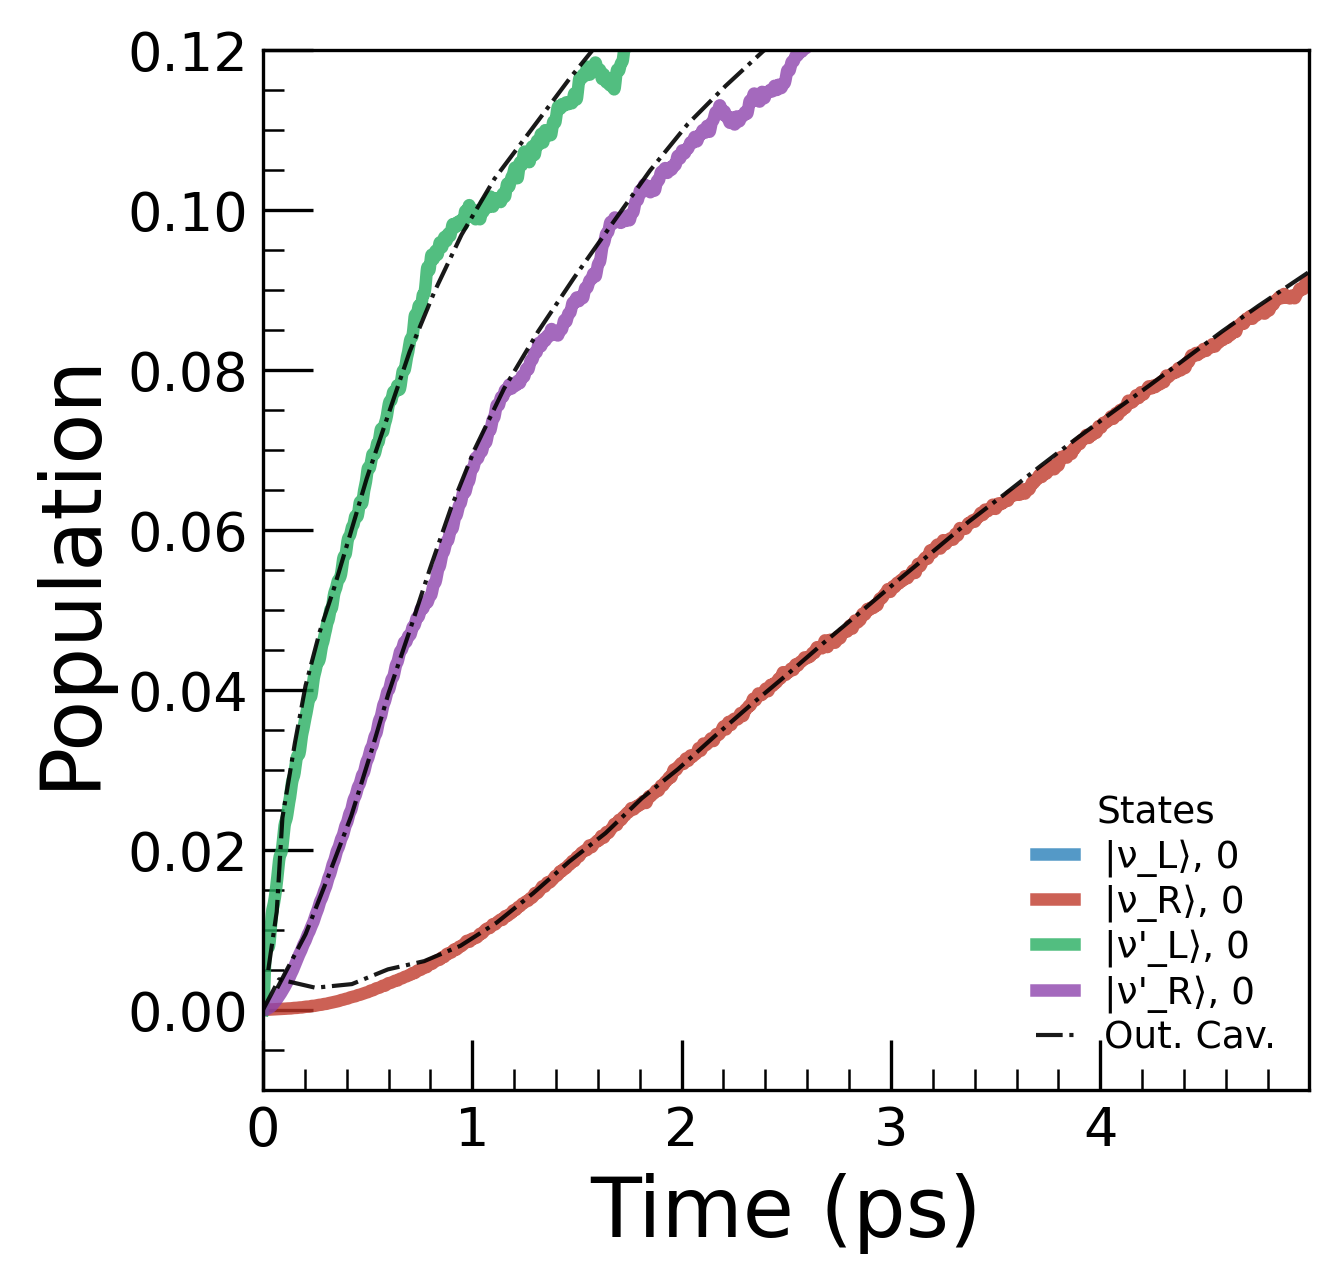 0.12
0.10
0.08
0.06
0.04
0.02
0.00
Population
0
1
2
3
4
Time (ps)
States
|ν_L⟩, 0
|ν_R⟩, 0
|ν'_L⟩, 0
|ν'_R⟩, 0
Out. Cav.